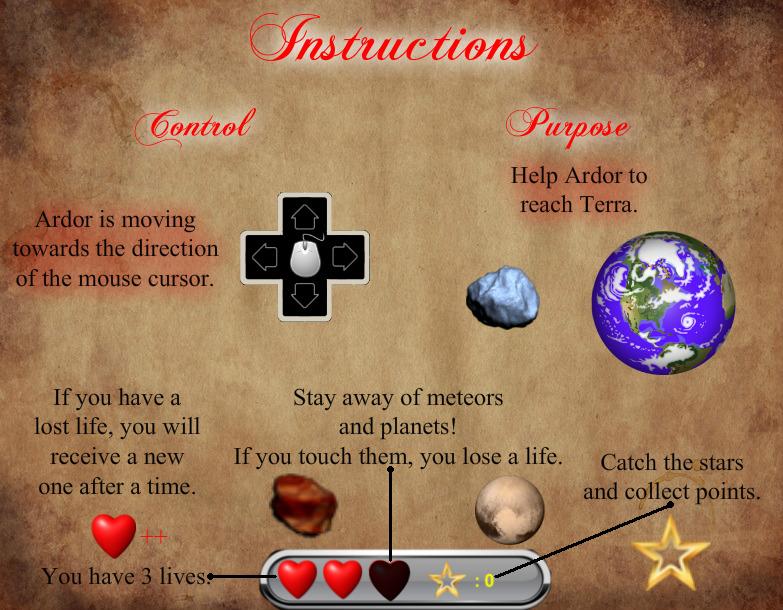 Instructions
Control
Purpose
Help Ardor to
reach Terra.
Ardor is moving
towards the direction
of the mouse cursor.
If you have a
lost life, you will
receive a new
one after a time.
++
Stay away of meteors
and planets!
If you touch them, you lose a life.
Catch the stars
and collect points.
You have 3 lives.
: 0